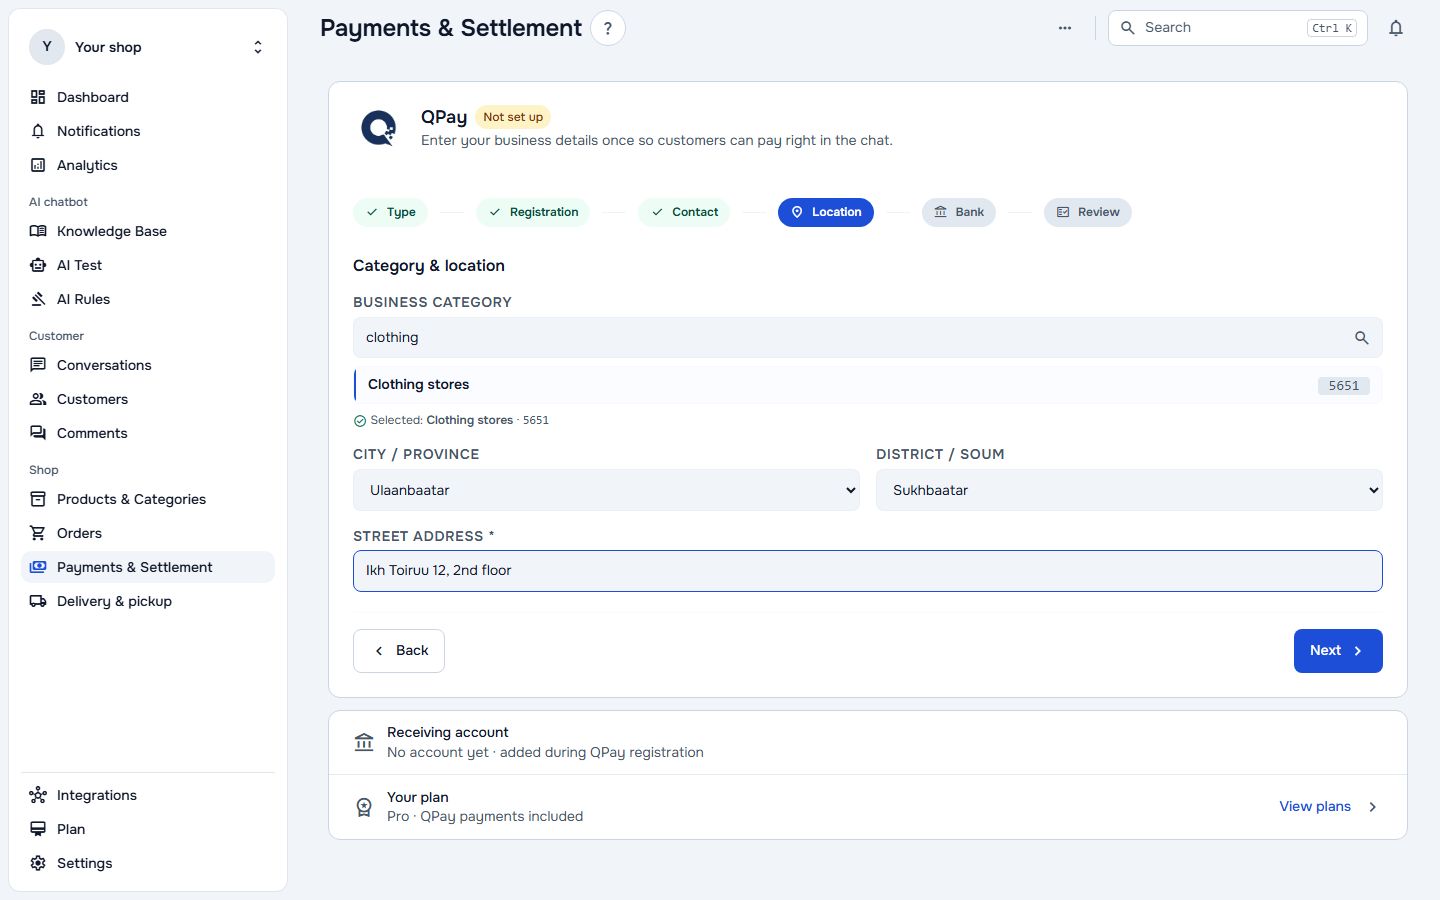 Y
Your shop
Dashboard
Notifications
Analytics
AI chatbot
Knowledge Base
AI Test
AI Rules
Customer
Conversations
Customers
Comments
Shop
Products & Categories
Orders
Payments & Settlement
Delivery & pickup
Integrations
Plan
Settings
Payments & Settlement ?
Search Ctrl K
QPay Not set up
Enter your business details once so customers can pay right in the chat.
Type Registration Contact Location Bank Review
Category & location
BUSINESS CATEGORY
clothing
Clothing stores 5651
Selected: Clothing stores · 5651
CITY / PROVINCE DISTRICT / SOUM
Ulaanbaatar Sukhbaatar
STREET ADDRESS *
Ikh Toiruu 12, 2nd floor
Back Next
Receiving account
No account yet · added during QPay registration
Your plan
Pro · QPay payments included
View plans